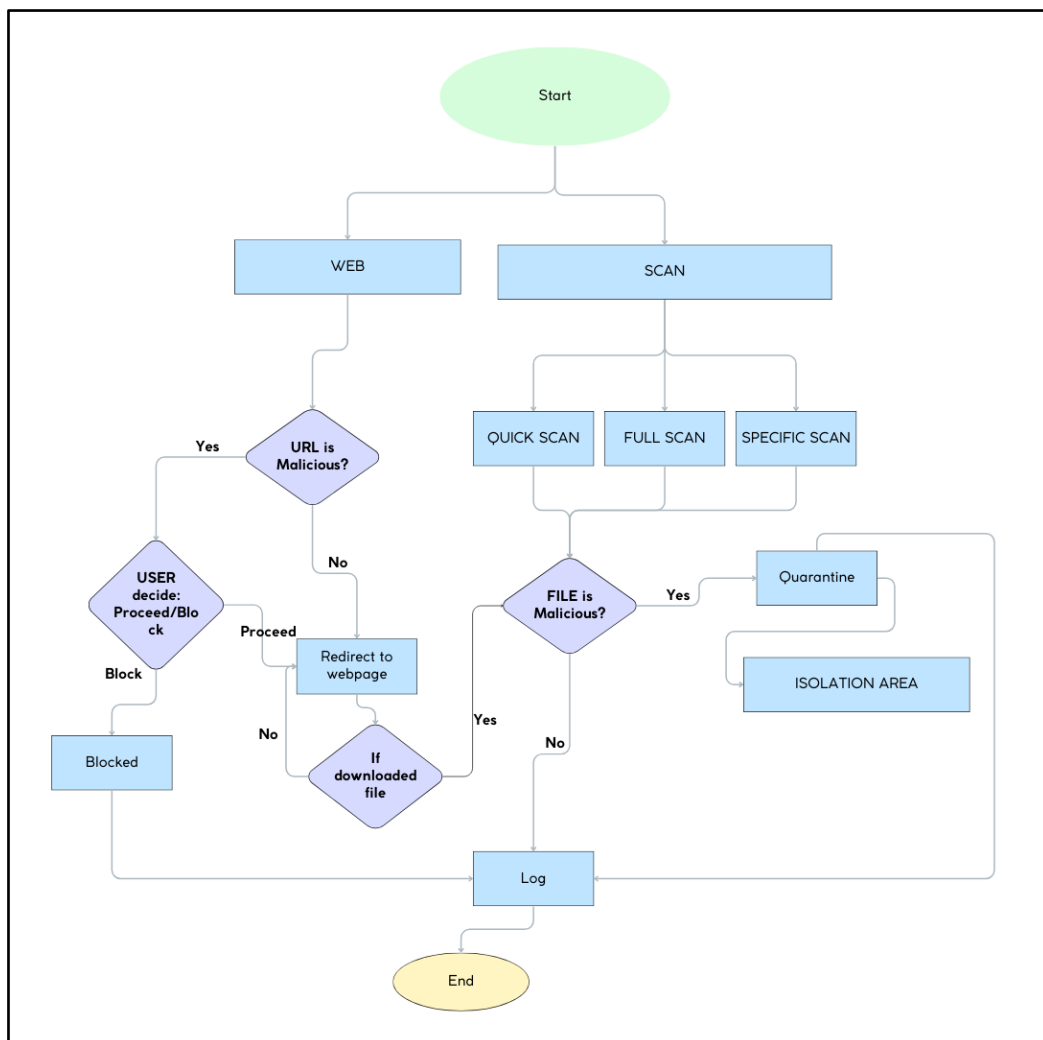 Start
WEB
SCAN
QUICK SCAN
FULL SCAN
SPECIFIC SCAN
Yes
URL is
Malicious?
No
USER
decide:
Proceed/Blo
ck
Proceed
Block
Redirect to
webpage
FILE is
Malicious?
Yes
Quarantine
ISOLATION AREA
Blocked
No
If
downloaded
file
Yes
No
Log
End